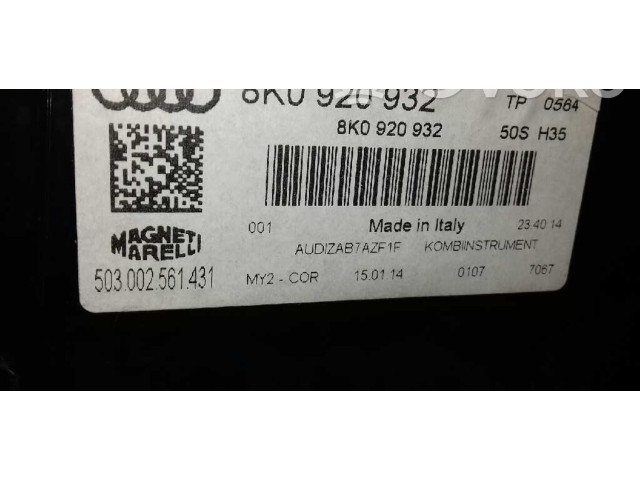 8K0 920 932 TP 0564
8K0 920 932 50S H35
001 Made in Italy 23:40:14
MAGNETI
MARELLI
AUDIZAB7AZF1F KOMBIINSTRUMENT
503.002.561.431
MY2 - COR 15.01.14 0107 7067